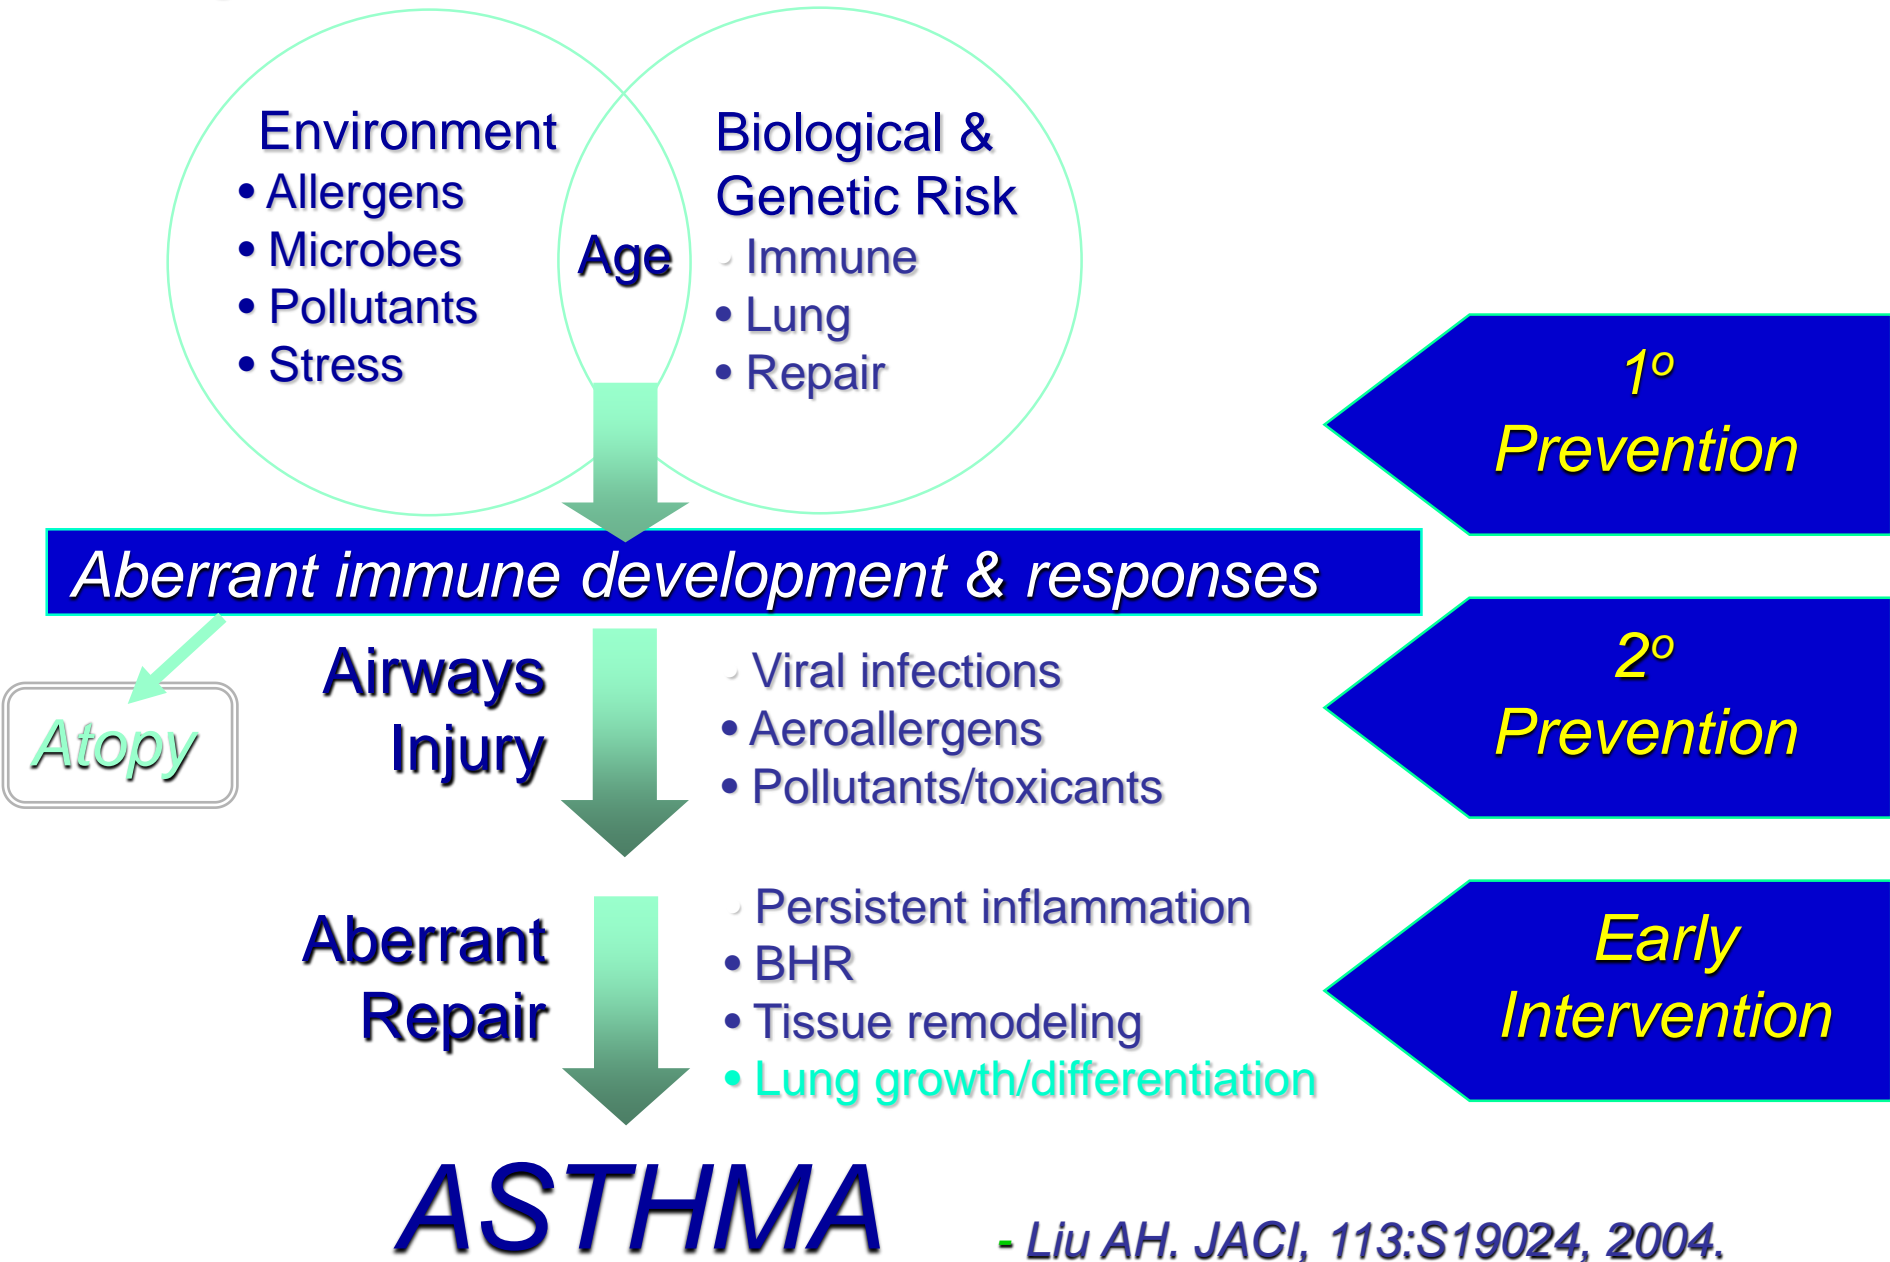 Environment
• Allergens
• Microbes
• Pollutants
• Stress
Age
Biological &
Genetic Risk
• Immune
• Lung
• Repair
1º
Prevention
Aberrant immune development & responses
Atopy
Airways
Injury
• Viral infections
• Aeroallergens
• Pollutants/toxicants
2º
Prevention
Aberrant
Repair
• Persistent inflammation
• BHR
• Tissue remodeling
• Lung growth/differentiation
Early
Intervention
ASTHMA
- Liu AH. JACI, 113:S19024, 2004.